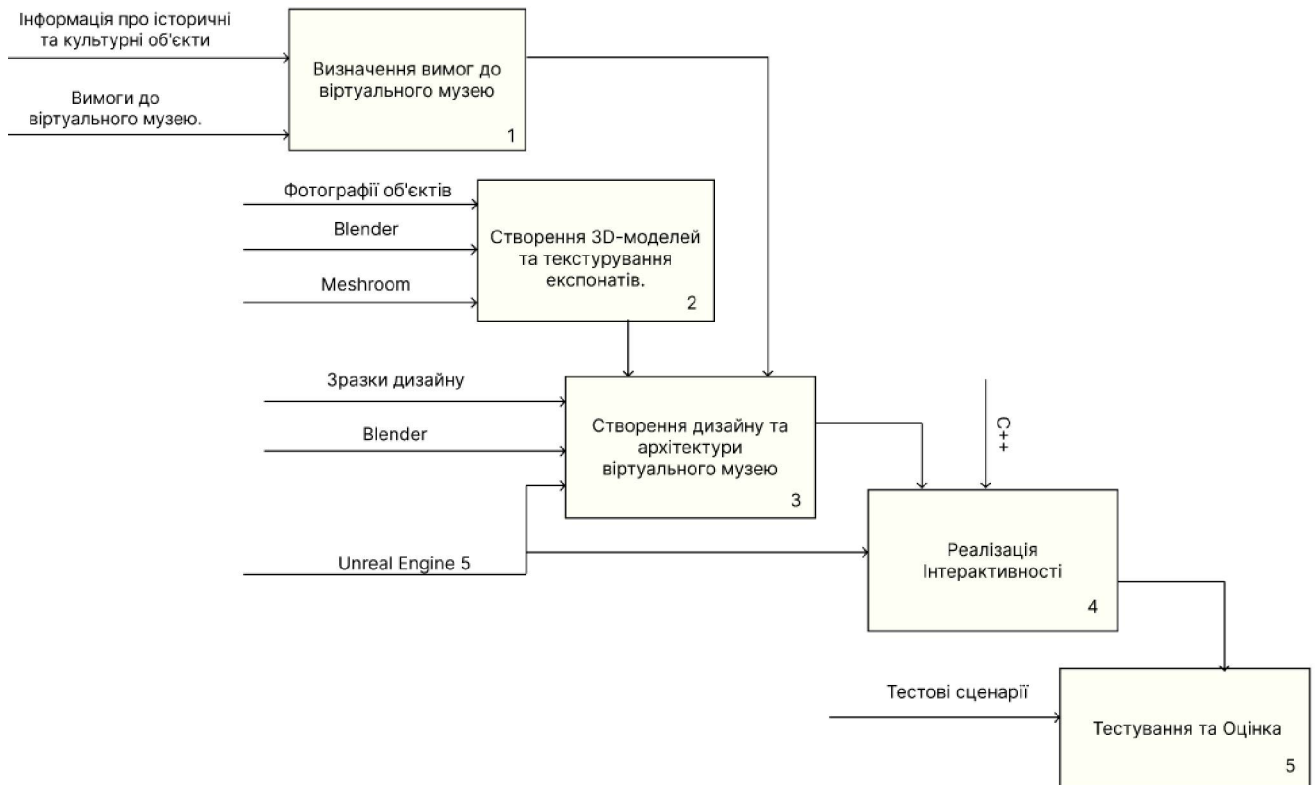 Інформація про історичні
та культурні об'єкти
Вимоги до
віртуального музею.
Визначення вимог до
віртуального музею
1
Фотографії об'єктів
Blender
Meshroom
Створення 3D-моделей
та текстурування
експонатів.
2
Зразки дизайну
Blender
Unreal Engine 5
Створення дизайну та
архітектури
віртуального музею
3
C++
Реалізація
Інтерактивності
4
Тестові сценарії
Тестування та Оцінка
5